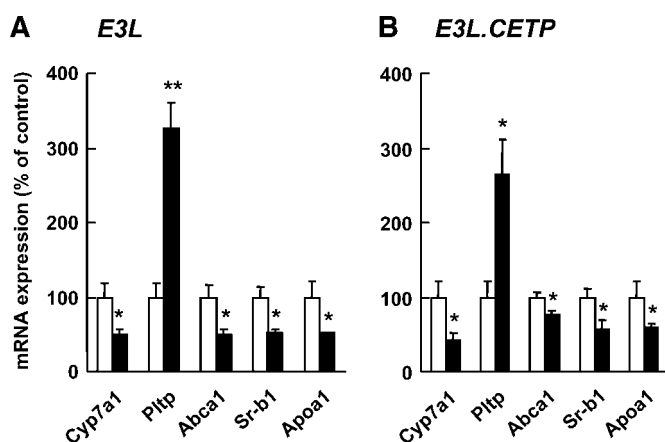 A E3L
B E3L.CETP
mRNA expression (% of control)
400
300
200
100
0
**
*
*
*
*
Cyp7a1
Pltp
Abca1
Sr-b1
Apoa1
400
300
200
100
0
*
*
*
*
*
Cyp7a1
Pltp
Abca1
Sr-b1
Apoa1